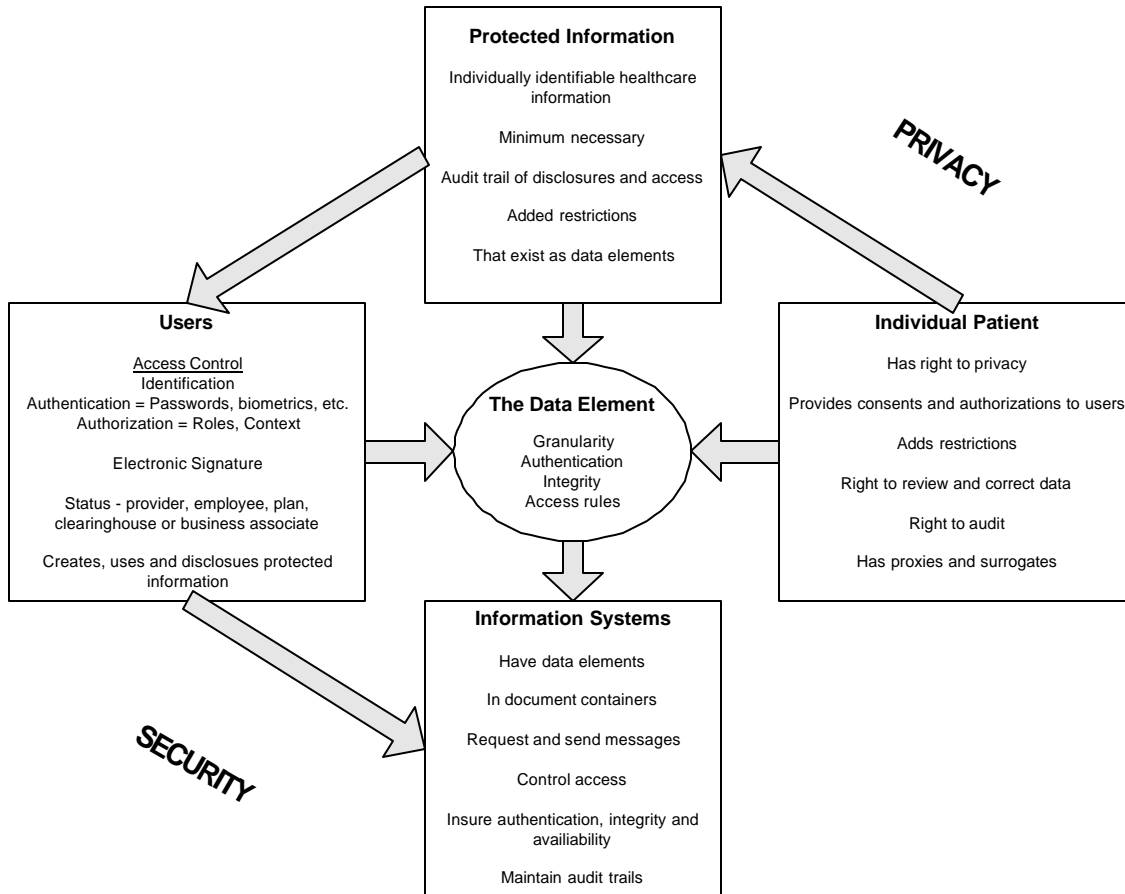 Protected Information
Individually identifiable healthcare
information
Minimum necessary
Audit trail of disclosures and access
Added restrictions
That exist as data elements
PRIVACY
Users
Access Control
Identification
Authentication = Passwords, biometrics, etc.
Authorization = Roles, Context
Electronic Signature
Status - provider, employee, plan,
clearinghouse or business associate
Creates, uses and disclosues protected
information
The Data Element
Granularity
Authentication
Integrity
Access rules
Individual Patient
Has right to privacy
Provides consents and authorizations to users
Adds restrictions
Right to review and correct data
Right to audit
Has proxies and surrogates
SECURITY
Information Systems
Have data elements
In document containers
Request and send messages
Control access
Insure authentication, integrity and
availiability
Maintain audit trails